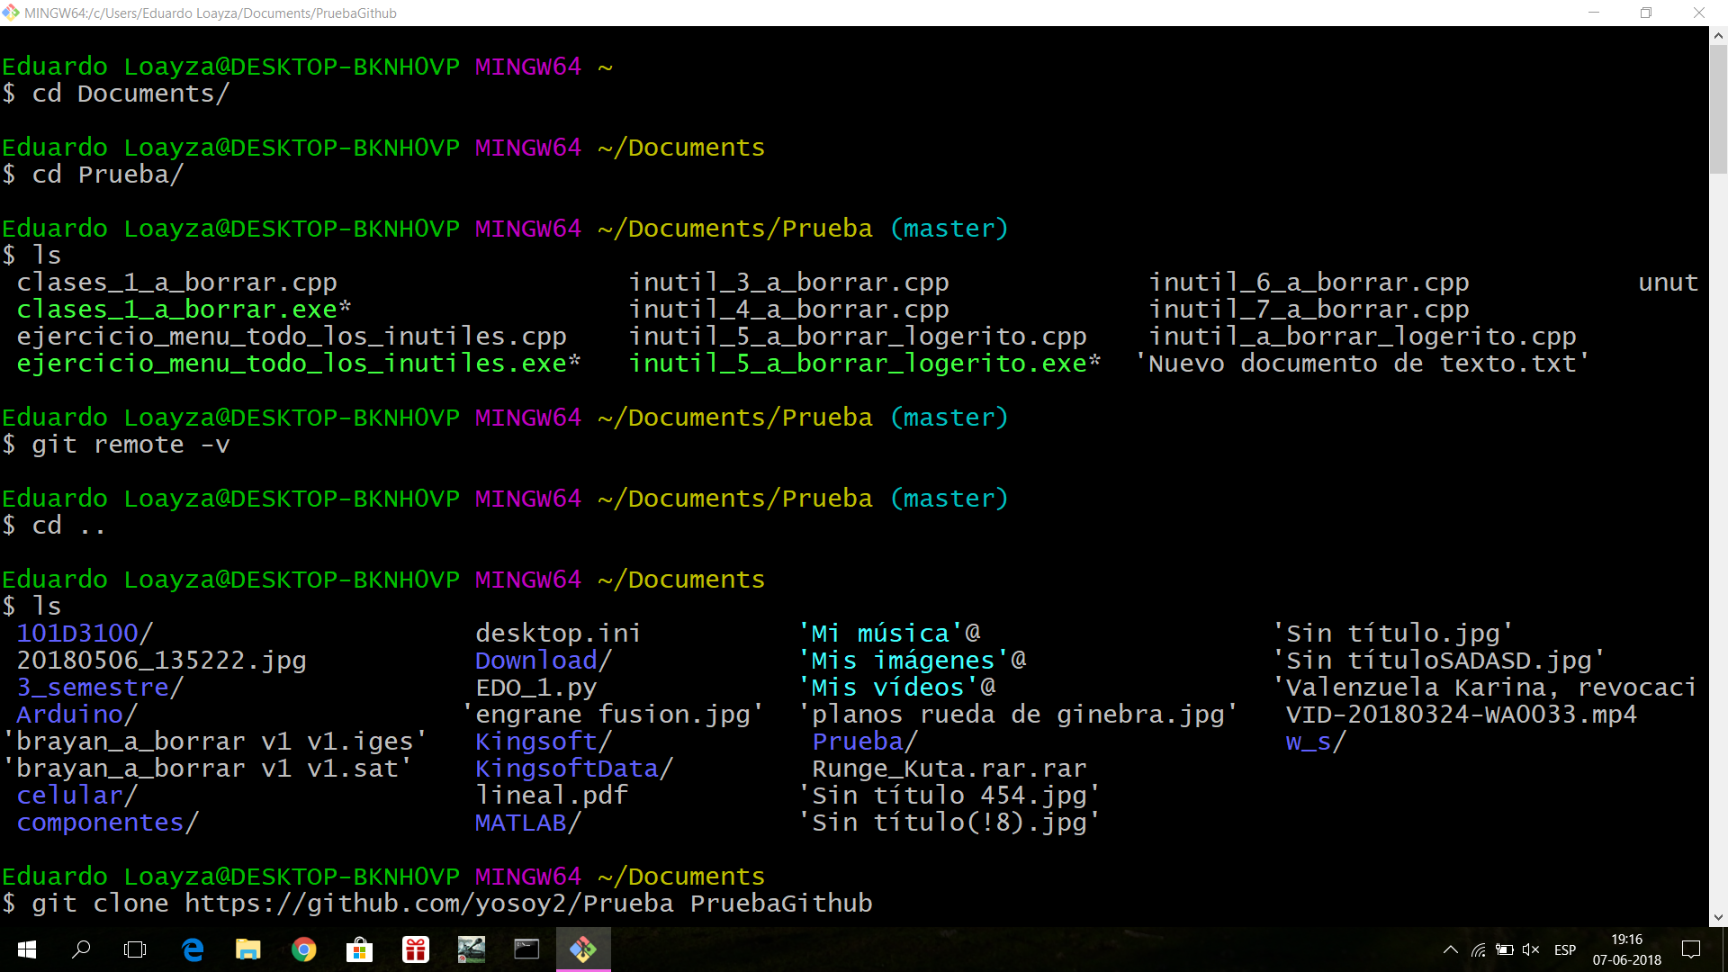 MINGW64:/c/Users/Eduardo Loayza/Documents/PruebaGithub
Eduardo Loayza@DESKTOP-BKNH0VP MINGW64 ~
$ cd Documents/
Eduardo Loayza@DESKTOP-BKNH0VP MINGW64 ~/Documents
$ cd Prueba/
Eduardo Loayza@DESKTOP-BKNH0VP MINGW64 ~/Documents/Prueba (master)
$ ls
clases_1_a_borrar.cpp inutil_3_a_borrar.cpp inutil_6_a_borrar.cpp unut
clases_1_a_borrar.exe* inutil_4_a_borrar.cpp inutil_7_a_borrar.cpp
ejercicio_menu_todo_los_inutiles.cpp inutil_5_a_borrar_logerito.cpp inutil_a_borrar_logerito.cpp
ejercicio_menu_todo_los_inutiles.exe* inutil_5_a_borrar_logerito.exe* 'Nuevo documento de texto.txt'
Eduardo Loayza@DESKTOP-BKNH0VP MINGW64 ~/Documents/Prueba (master)
$ git remote -v
Eduardo Loayza@DESKTOP-BKNH0VP MINGW64 ~/Documents/Prueba (master)
$ cd ..
Eduardo Loayza@DESKTOP-BKNH0VP MINGW64 ~/Documents
$ ls
101D3100/ desktop.ini 'Mi música'@ 'Sin título.jpg'
20180506_135222.jpg Download/ 'Mis imágenes'@ 'Sin títuloSADASD.jpg'
3_semestre/ EDO_1.py 'Mis vídeos'@ 'Valenzuela Karina, revocaci
Arduino/ 'engrane fusion.jpg' 'planos rueda de ginebra.jpg' VID-20180324-WA0033.mp4
'brayan_a_borrar v1 v1.iges' Kingsoft/ Prueba/ w_s/
'brayan_a_borrar v1 v1.sat' KingsoftData/ Runge_Kuta.rar.rar
celular/ lineal.pdf 'Sin título 454.jpg'
componentes/ MATLAB/ 'Sin título(!8).jpg'
Eduardo Loayza@DESKTOP-BKNH0VP MINGW64 ~/Documents
$ git clone https://github.com/yosoy2/Prueba PruebaGithub
ESP
19:16
07-06-2018